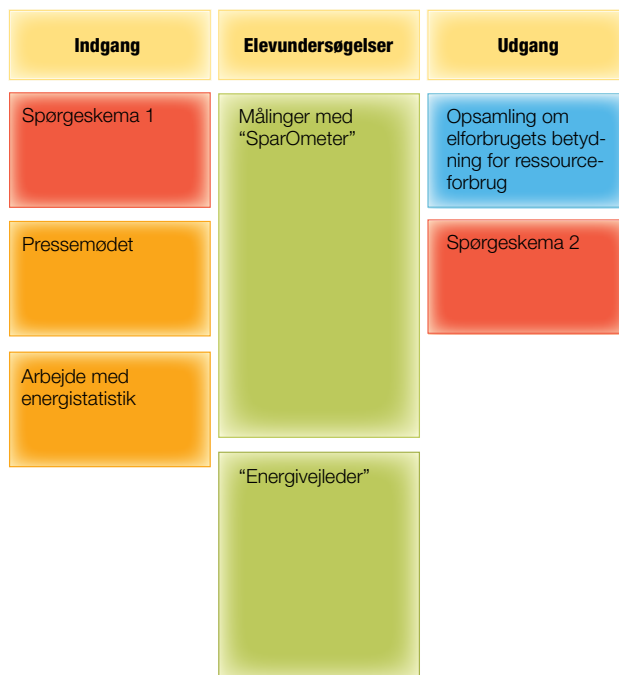 Indgang
Elevundersøgelser
Udgang
Spørgeskema 1
Pressemødet
Arbejde med
energistatistik
Målinger med
“SparOmeter”
“Energivejleder”
Opsamling om
elforbrugets betyd-
ning for ressource-
forbrug
Spørgeskema 2